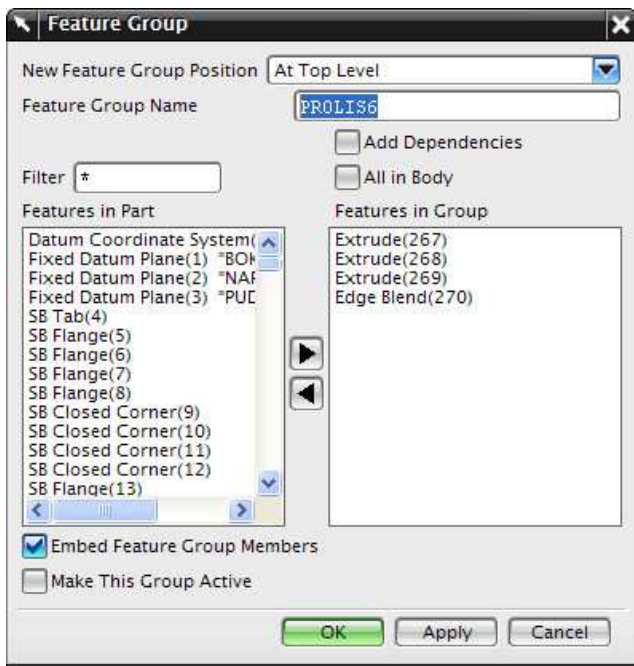 Feature Group
New Feature Group Position At Top Level
Feature Group Name PROLIS6
Add Dependencies
Filter * All in Body
Features in Part
Datum Coordinate System(
Fixed Datum Plane(1) "BOK
Fixed Datum Plane(2) "NAF
Fixed Datum Plane(3) "PUD
SB Tab(4)
SB Flange(5)
SB Flange(6)
SB Flange(7)
SB Flange(8)
SB Closed Corner(9)
SB Closed Corner(10)
SB Closed Corner(11)
SB Closed Corner(12)
SB Flange(13)
Features in Group
Extrude(267)
Extrude(268)
Extrude(269)
Edge Blend(270)
Embed Feature Group Members
Make This Group Active
OK Apply Cancel